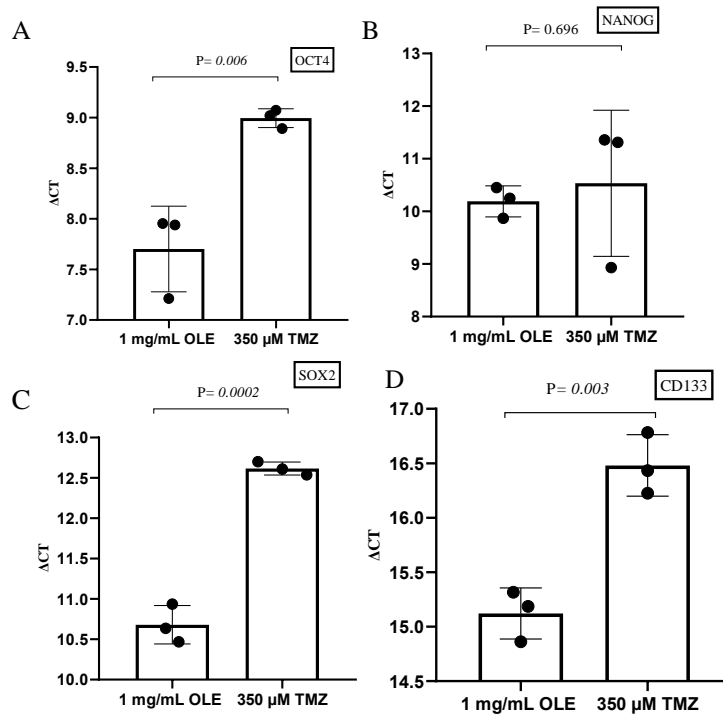 A
P= 0.006
OCT4
9.5
9.0
8.5
8.0
7.5
7.0
ΔCT
1 mg/mL OLE
350 µM TMZ
B
NANOG
P= 0.696
13
12
11
10
9
8
ΔCT
1 mg/mL OLE
350 µM TMZ
C
SOX2
P= 0.0002
13.0
12.5
12.0
11.5
11.0
10.5
10.0
ΔCT
1 mg/mL OLE
350 µM TMZ
D
P= 0.003
CD133
17.0
16.5
16.0
15.5
15.0
14.5
ΔCT
1 mg/mL OLE
350 µM TMZ